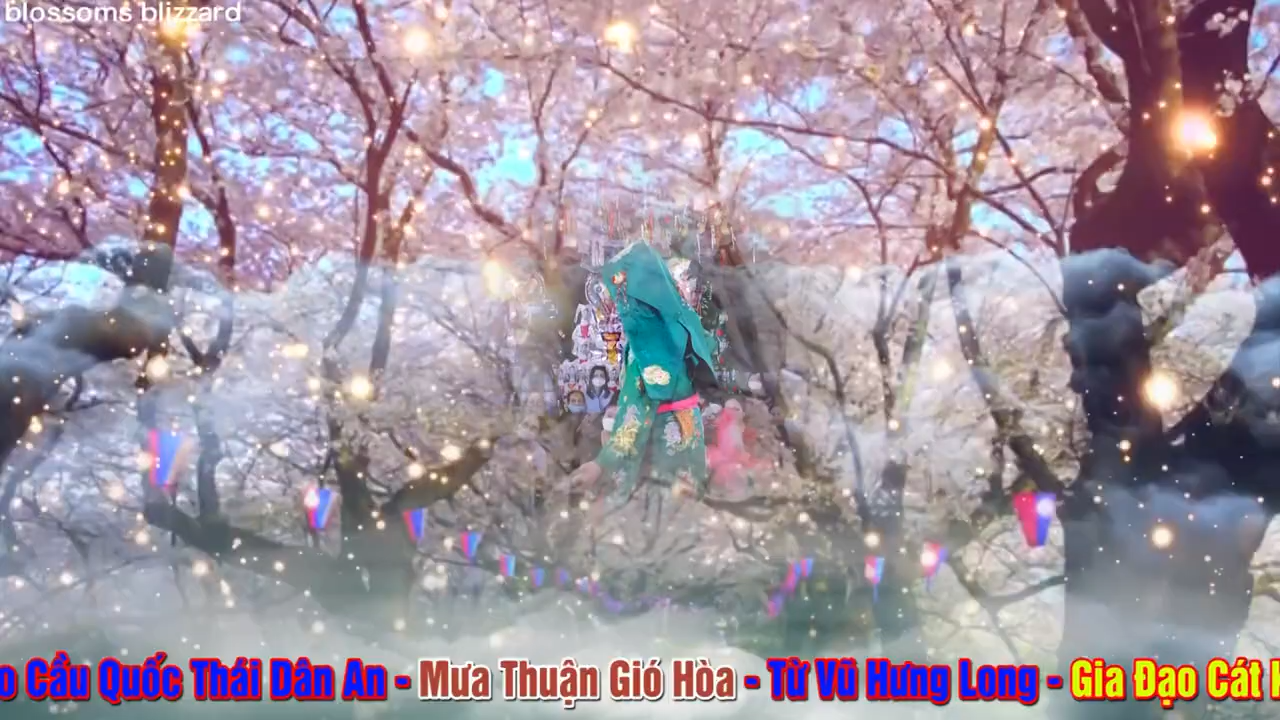 blossoms blizzard
Cầu Quốc Thái Dân An - Mưa Thuận Gió Hòa - Từ Vũ Hưng Long - Gia Đạo Cát